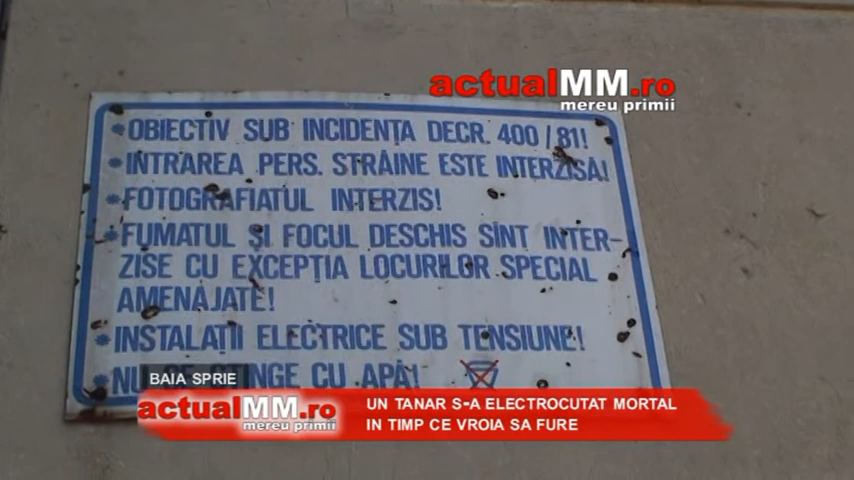 actualMM.ro
mereu primii
* OBIECTIV SUB INCIDENȚA DECR. 400/81!
* INTRAREA PERS. STRĂINE ESTE INTERZISĂ!
* FOTOGRAFIATUL INTERZIS!
* FUMATUL ȘI FOCUL DESCHIS SÎNT INTER-
ZISE CU EXCEPȚIA LOCURILOR SPECIAL
AMENAJATE!
* INSTALAȚII ELECTRICE SUB TENSIUNE!
* CU APĂ!
BAIA SPRIE
actualMM.ro
mereu primii
UN TANAR S-A ELECTROCUTAT MORTAL
IN TIMP CE VROIA SA FURE